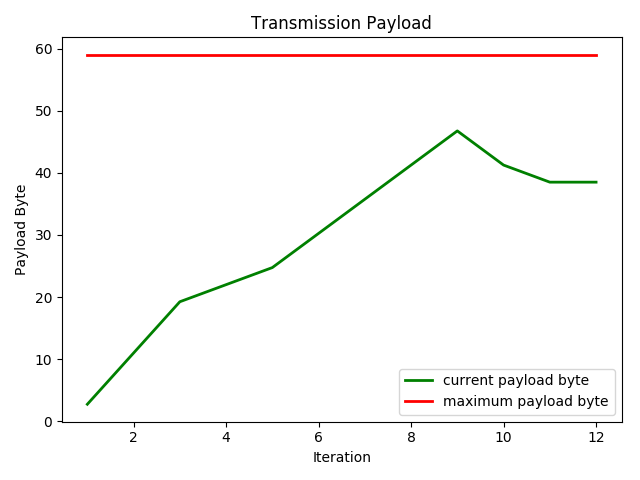 Transmission Payload
Payload Byte
60
50
40
30
20
10
0
2
4
6
8
10
12
Iteration
current payload byte
maximum payload byte